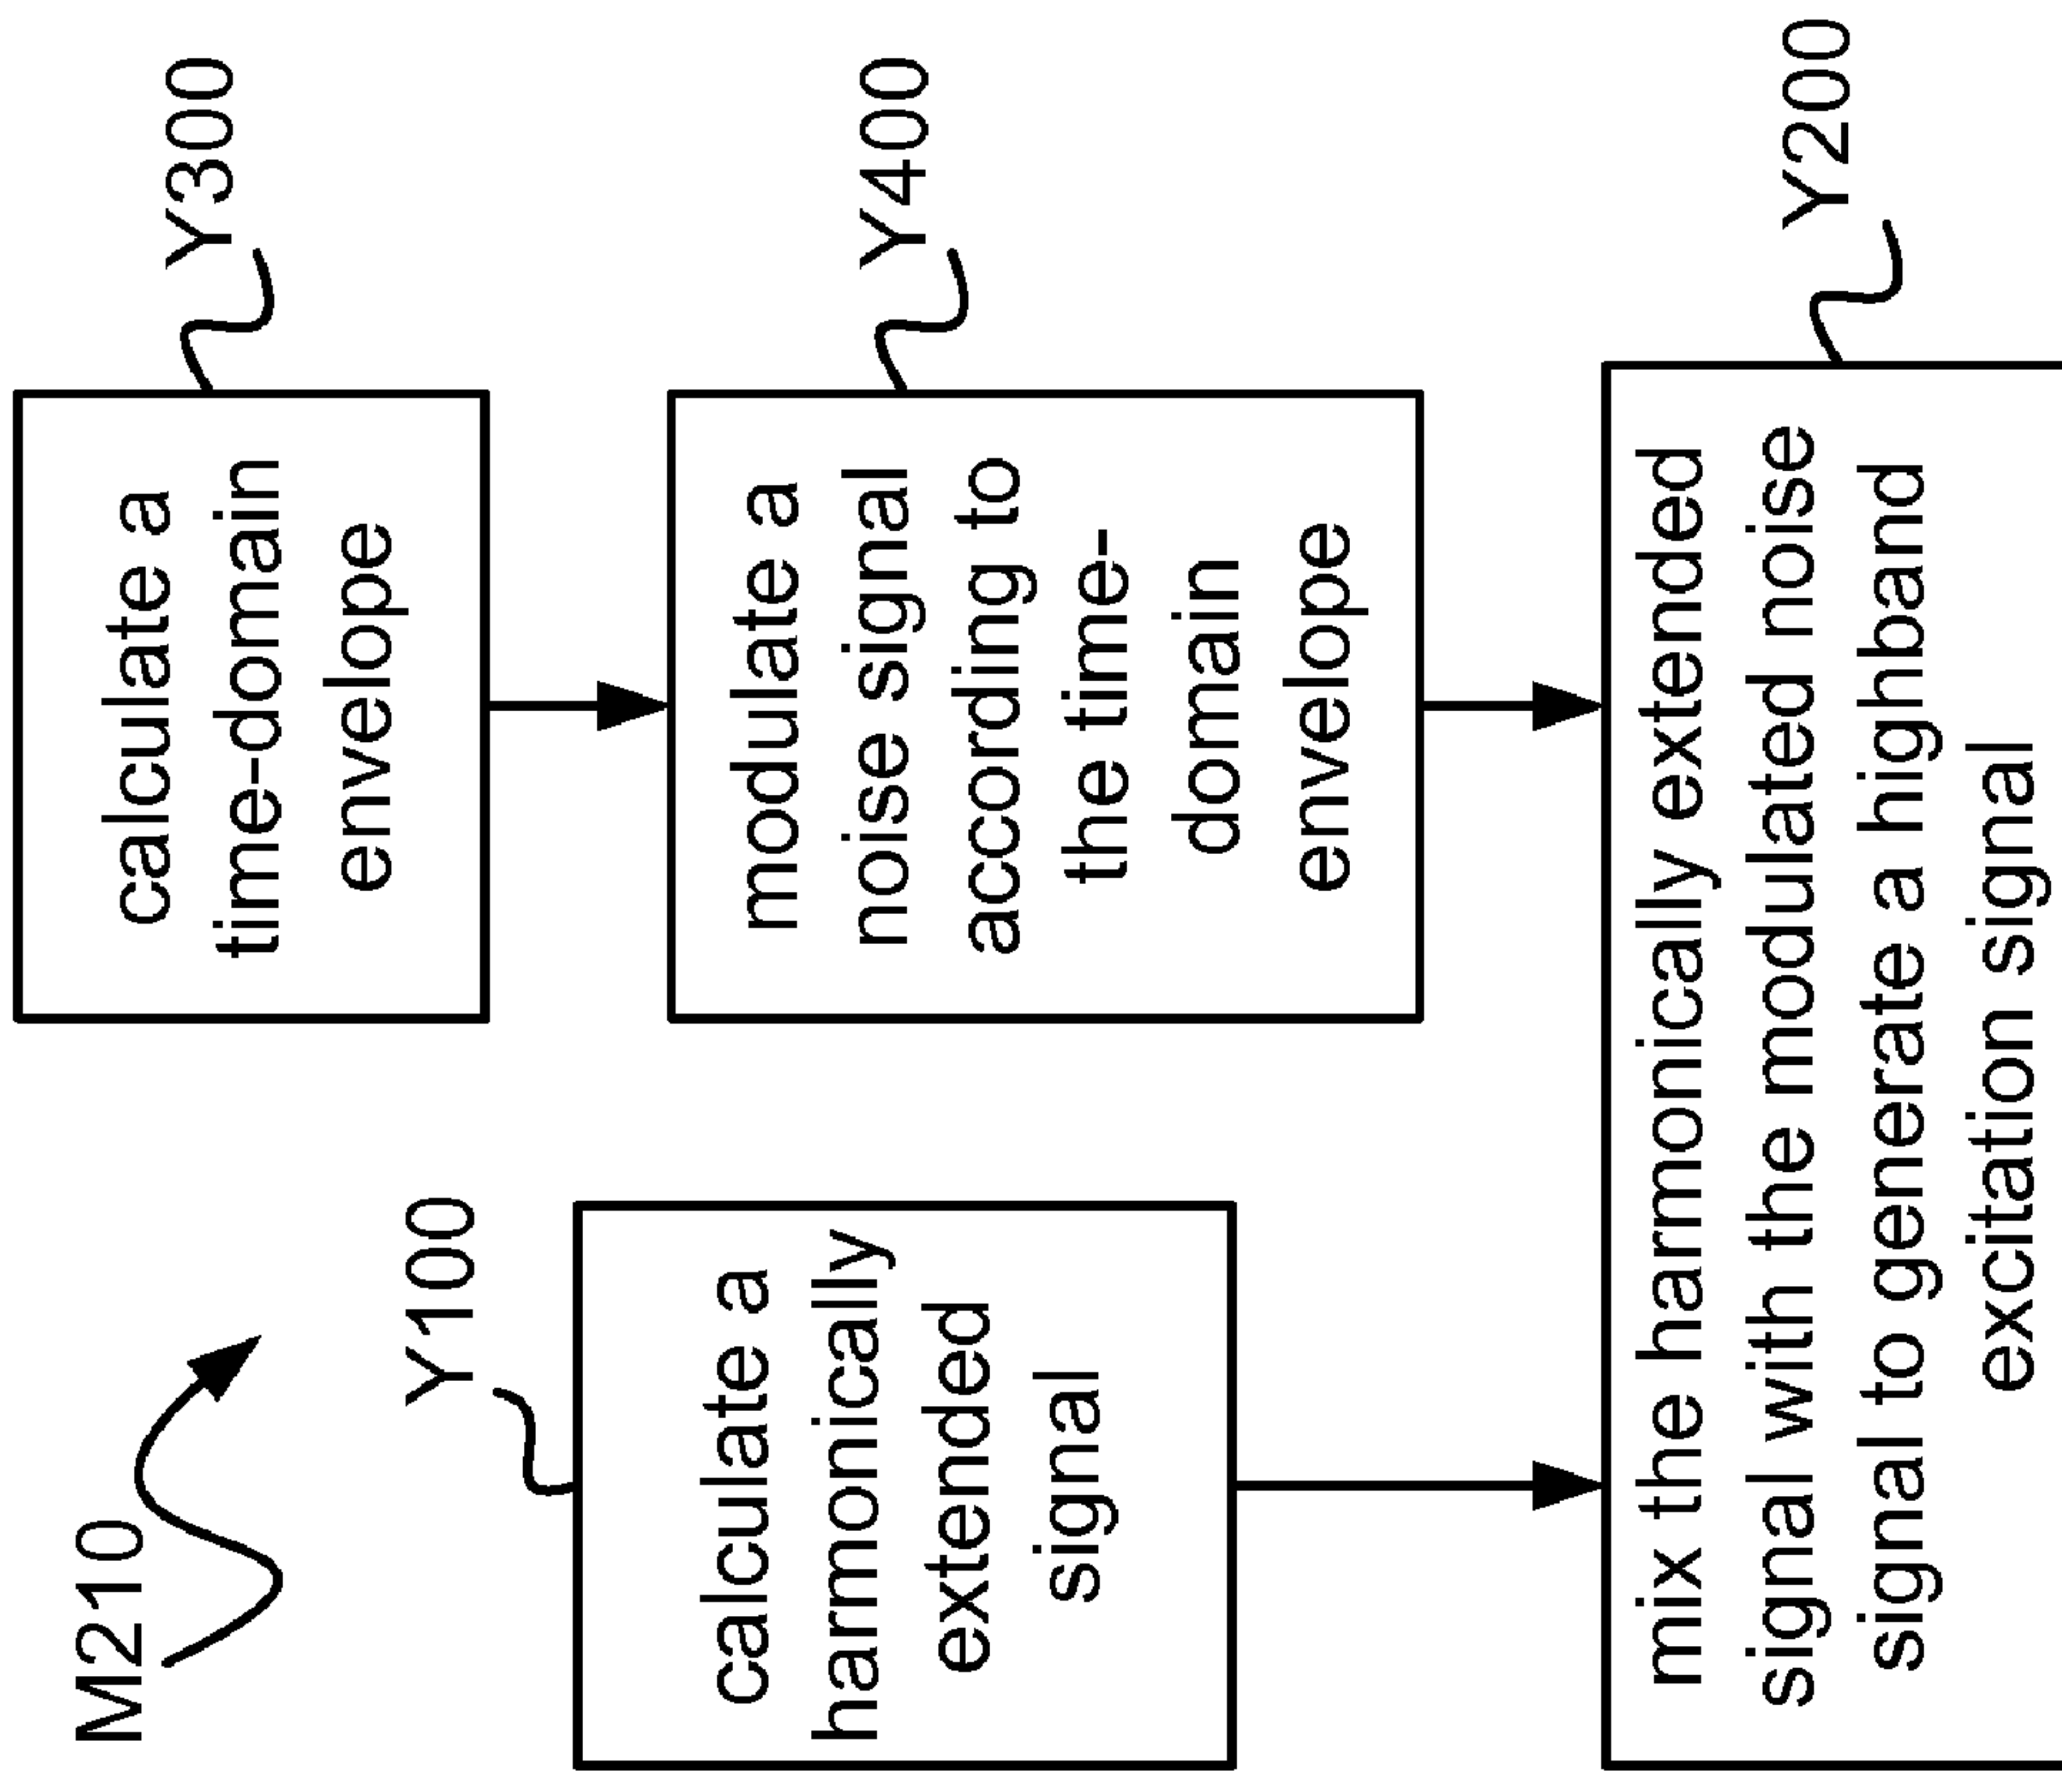 M210
Y100
calculate a
harmonically
extended
signal
calculate a
time-domain
envelope
Y300
modulate a
noise signal
according to
the time-
domain
envelope
Y400
mix the harmonically extended
signal with the modulated noise
signal to generate a highband
excitation signal
Y200